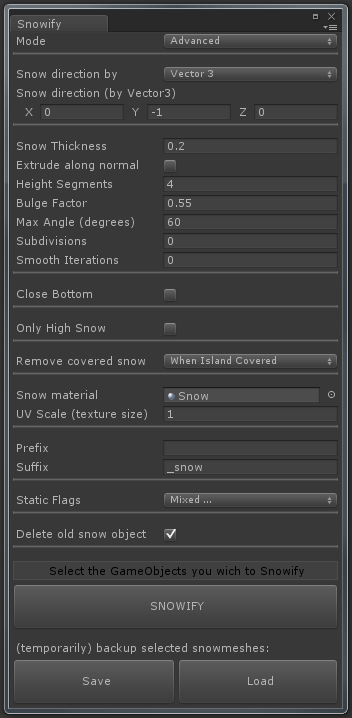 Snowify
Mode Advanced
Snow direction by Vector 3
Snow direction (by Vector3)
X 0 Y -1 Z 0
Snow Thickness 0.2
Extrude along normal
Height Segments 4
Bulge Factor 0.55
Max Angle (degrees) 60
Subdivisions 0
Smooth Iterations 0
Close Bottom
Only High Snow
Remove covered snow When Island Covered
Snow material Snow
UV Scale (texture size) 1
Prefix
Suffix _snow
Static Flags Mixed ...
Delete old snow object
Select the GameObjects you wich to Snowify
SNOWIFY
(temporarily) backup selected snowmeshes:
Save Load